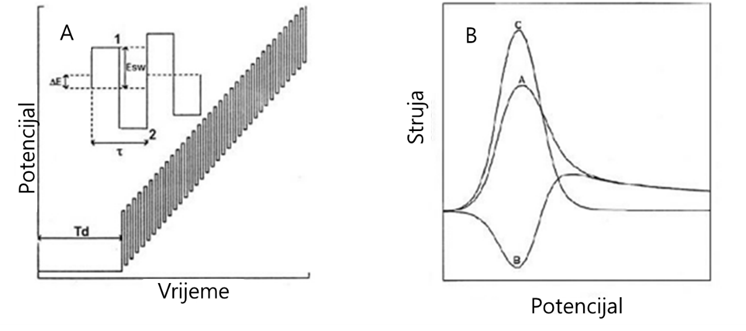 A
1
Esw
ΔE
2
τ
Td
Potencijal
Vrijeme
B
C
A
B
Struja
Potencijal